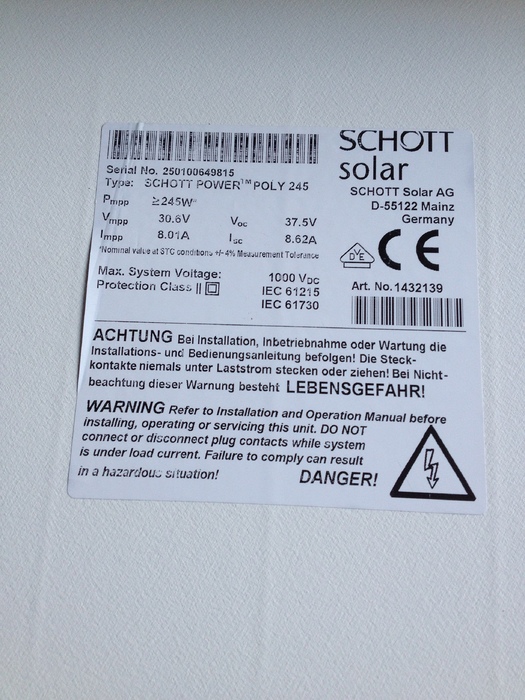 SCHOTT
solar
Serial No. 250100649815
Type: SCHOTT POWER™ POLY 245
SCHOTT Solar AG
D-55122 Mainz
Germany
Pmpp ≥245W*
Vmpp 30.6V Voc 37.5V
Impp 8.01A Isc 8.62A
*Nominal value at STC conditions +/- 4% Measurement Tolerance
DVE
CE
Max. System Voltage: 1000 VDC
Protection Class II IEC 61215
IEC 61730
Art. No. 1432139
ACHTUNG Bei Installation, Inbetriebnahme oder Wartung die
Installations- und Bedienungsanleitung befolgen! Die Steck-
kontakte niemals unter Laststrom stecken oder ziehen! Bei Nicht-
beachtung dieser Warnung besteht LEBENSGEFAHR!
WARNING Refer to Installation and Operation Manual before
installing, operating or servicing this unit. DO NOT
connect or disconnect plug contacts while system
is under load current. Failure to comply can result
in a hazardous situation! DANGER!